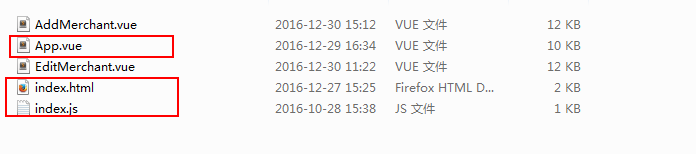 AddMerchant.vue 2016-12-30 15:12 VUE 文件 12 KB
App.vue 2016-12-29 16:34 VUE 文件 10 KB
EditMerchant.vue 2016-12-30 11:22 VUE 文件 12 KB
index.html 2016-12-27 15:25 Firefox HTML D... 2 KB
index.js 2016-10-28 15:38 JS 文件 1 KB